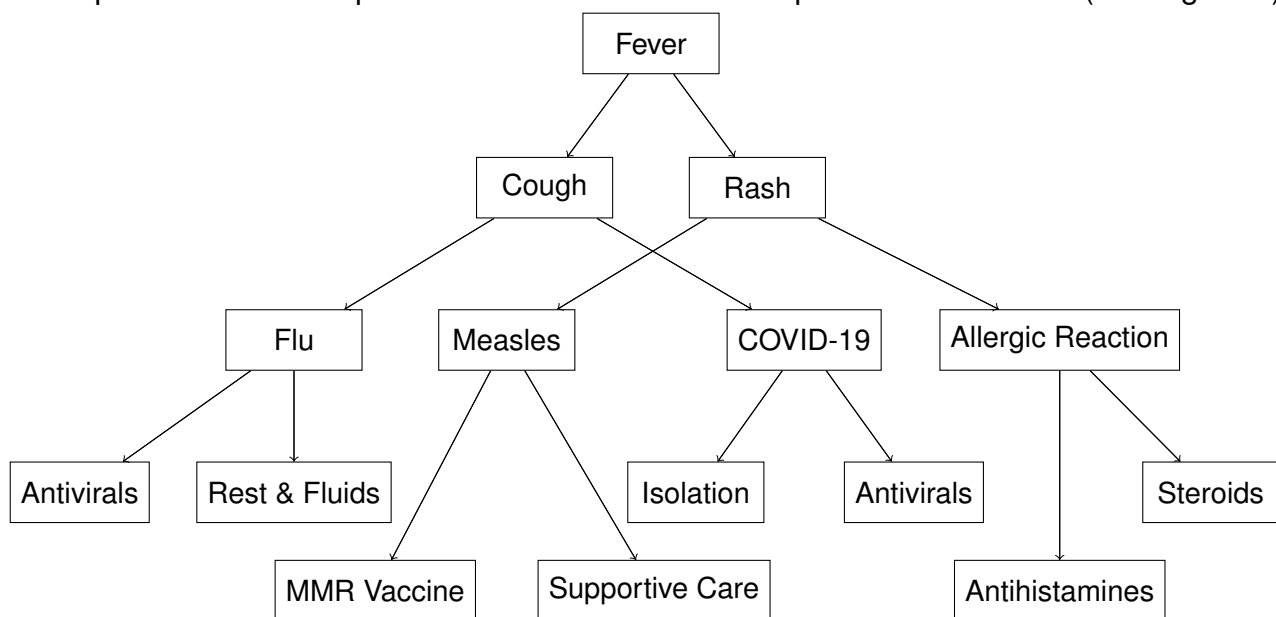 Fever
Cough
Rash
Flu
Measles
COVID-19
Allergic Reaction
Antivirals
Rest & Fluids
Isolation
Antivirals
Steroids
MMR Vaccine
Supportive Care
Antihistamines